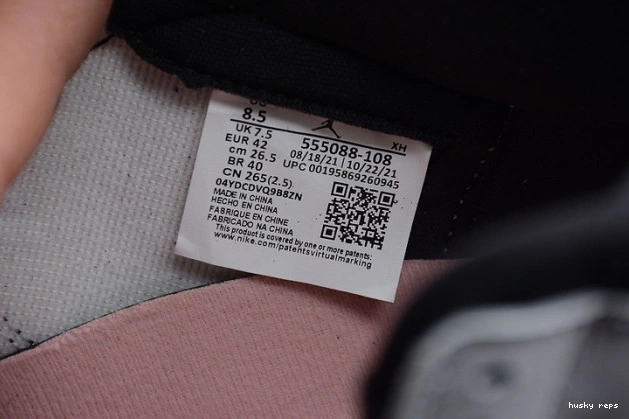 8.5
UK 7.5
EUR 42
cm 26.5
BR 40
CN 265(2.5)
04YDCDVQ9B8ZN
MADE IN CHINA
HECHO EN CHINA
FABRIQUE EN CHINE
FABRICADO NA CHINA
This product is covered by one or more patents:
www.nike.com/patentsvirtualmarking
XH
555088-108
08/18/21 | 10/22/21
UPC 00195869260945
husky reps